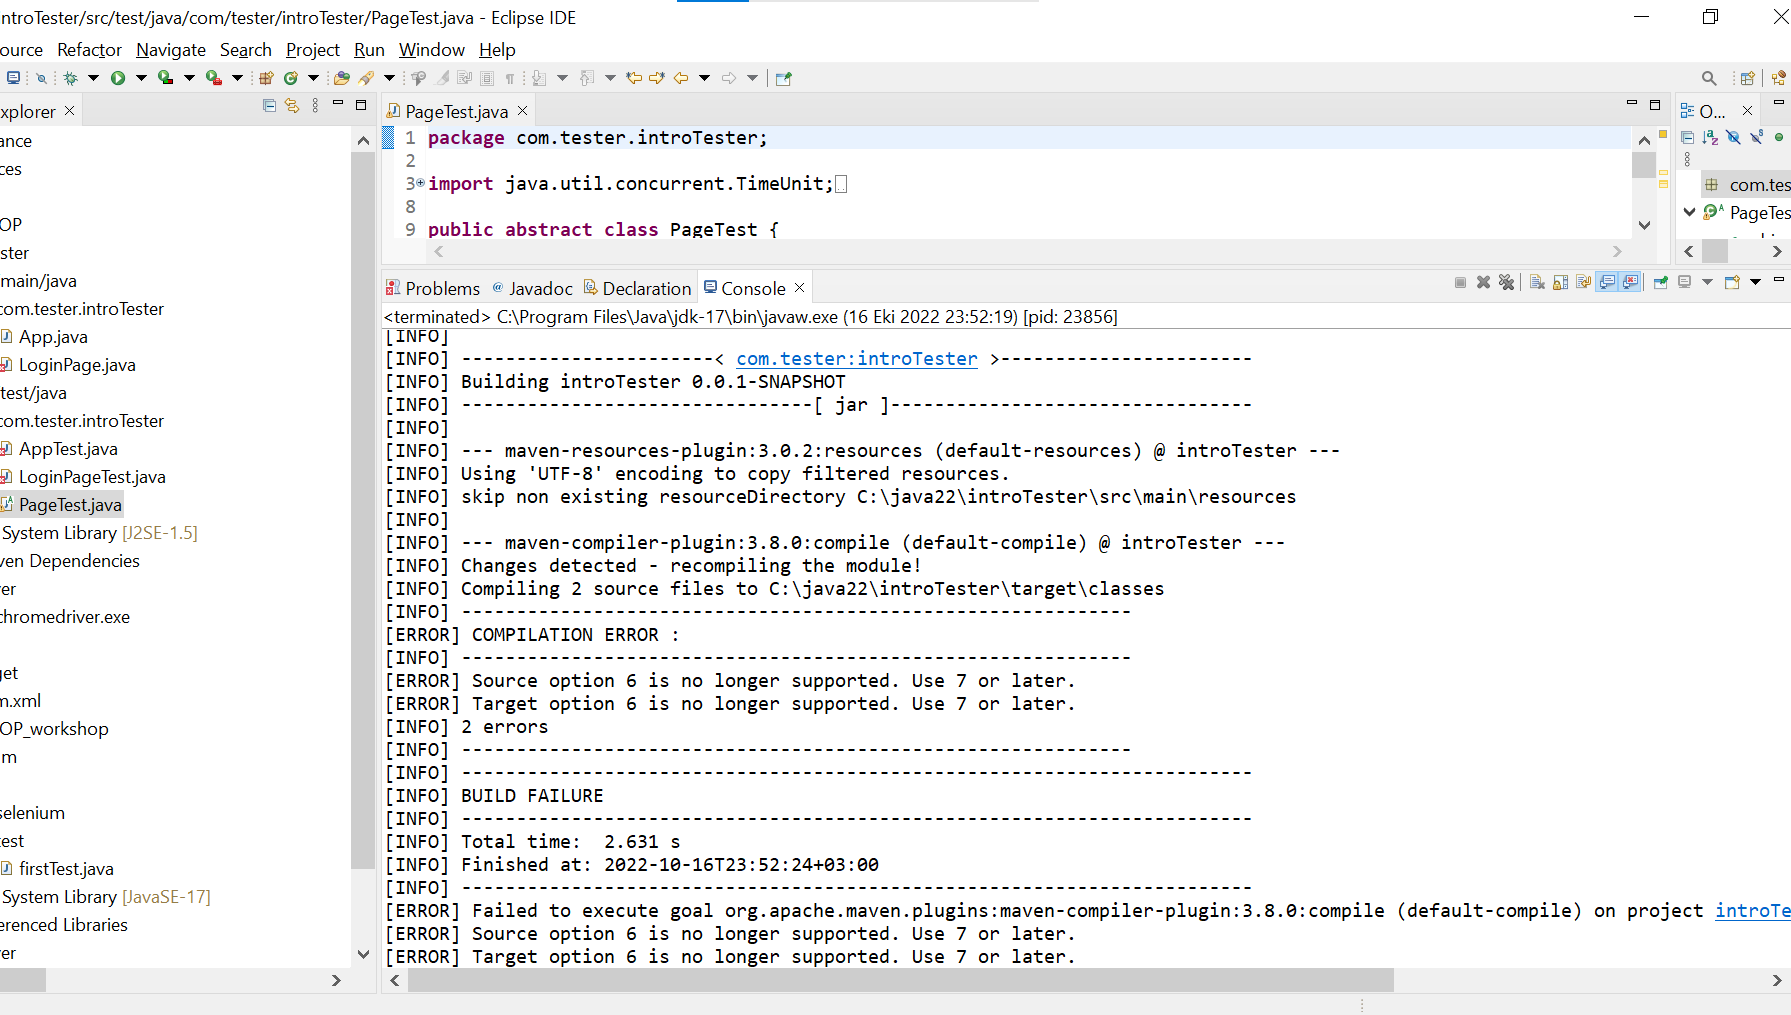 ntroTester/src/test/java/com/tester/introTester/PageTest.java - Eclipse IDE
ource Refactor Navigate Search Project Run Window Help
xplorer
ance
ces
OP
ster
main/java
com.tester.introTester
App.java
LoginPage.java
test/java
com.tester.introTester
AppTest.java
LoginPageTest.java
PageTest.java
System Library [J2SE-1.5]
ven Dependencies
er
chromedriver.exe
get
m.xml
OP_workshop
m
selenium
test
firstTest.java
System Library [JavaSE-17]
erenced Libraries
er
PageTest.java
1 package com.tester.introTester;
2
3 import java.util.concurrent.TimeUnit;
8
9 public abstract class PageTest {
O...
com.tes
PageTes
Problems @ Javadoc Declaration Console
<terminated> C:\Program Files\Java\jdk-17\bin\javaw.exe (16 Eki 2022 23:52:19) [pid: 23856]
[INFO]
[INFO] -----------------------< com.tester:introTester >-----------------------
[INFO] Building introTester 0.0.1-SNAPSHOT
[INFO] --------------------------------[ jar ]---------------------------------
[INFO]
[INFO] --- maven-resources-plugin:3.0.2:resources (default-resources) @ introTester ---
[INFO] Using 'UTF-8' encoding to copy filtered resources.
[INFO] skip non existing resourceDirectory C:\java22\introTester\src\main\resources
[INFO]
[INFO] --- maven-compiler-plugin:3.8.0:compile (default-compile) @ introTester ---
[INFO] Changes detected - recompiling the module!
[INFO] Compiling 2 source files to C:\java22\introTester\target\classes
[INFO] -------------------------------------------------------------
[ERROR] COMPILATION ERROR :
[INFO] -------------------------------------------------------------
[ERROR] Source option 6 is no longer supported. Use 7 or later.
[ERROR] Target option 6 is no longer supported. Use 7 or later.
[INFO] 2 errors
[INFO] -------------------------------------------------------------
[INFO] ------------------------------------------------------------------------
[INFO] BUILD FAILURE
[INFO] ------------------------------------------------------------------------
[INFO] Total time:  2.631 s
[INFO] Finished at: 2022-10-16T23:52:24+03:00
[INFO] ------------------------------------------------------------------------
[ERROR] Failed to execute goal org.apache.maven.plugins:maven-compiler-plugin:3.8.0:compile (default-compile) on project introTe
[ERROR] Source option 6 is no longer supported. Use 7 or later.
[ERROR] Target option 6 is no longer supported. Use 7 or later.